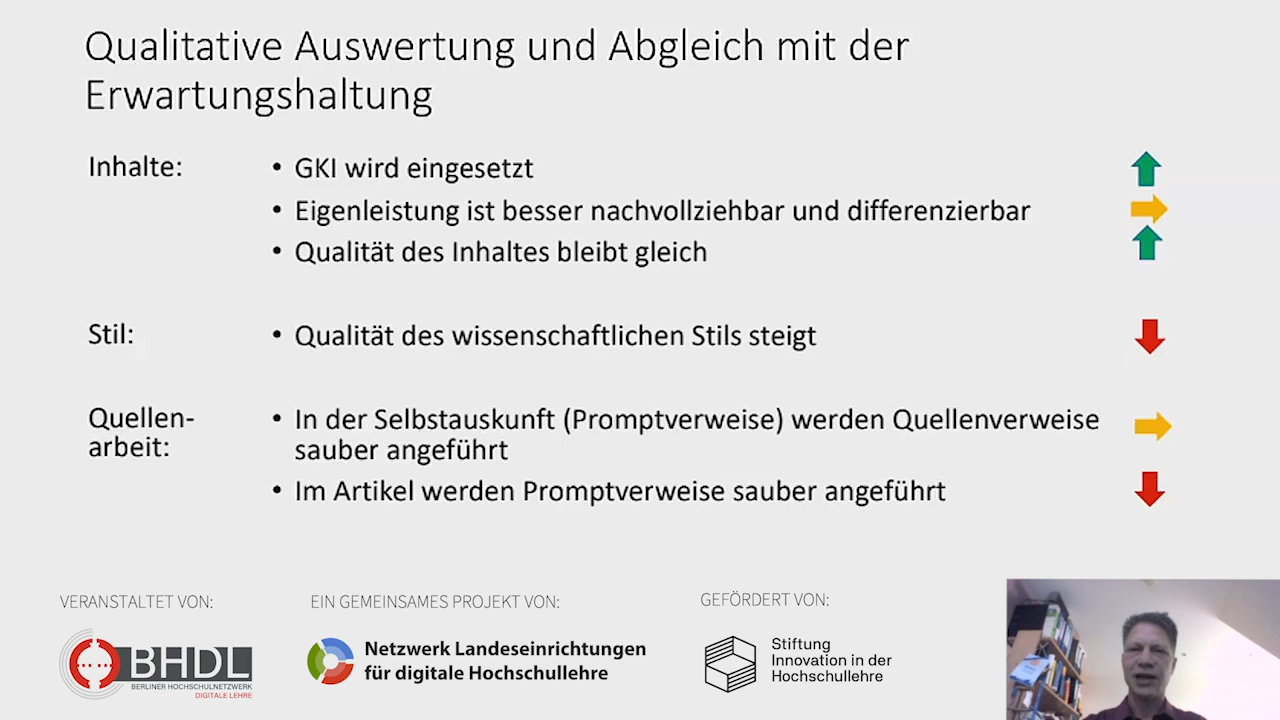 Qualitative Auswertung und Abgleich mit der
Erwartungshaltung
Inhalte:
• GKI wird eingesetzt
• Eigenleistung ist besser nachvollziehbar und differenzierbar
• Qualität des Inhaltes bleibt gleich
Stil:
• Qualität des wissenschaftlichen Stils steigt
Quellen-
arbeit:
• In der Selbstauskunft (Promptverweise) werden Quellenverweise
sauber angeführt
• Im Artikel werden Promptverweise sauber angeführt
VERANSTALTET VON:
BHDL
BERLINER HOCHSCHULNETZWERK
DIGITALE LEHRE
EIN GEMEINSAMES PROJEKT VON:
Netzwerk Landeseinrichtungen
für digitale Hochschullehre
GEFÖRDERT VON:
Stiftung
Innovation in der
Hochschullehre